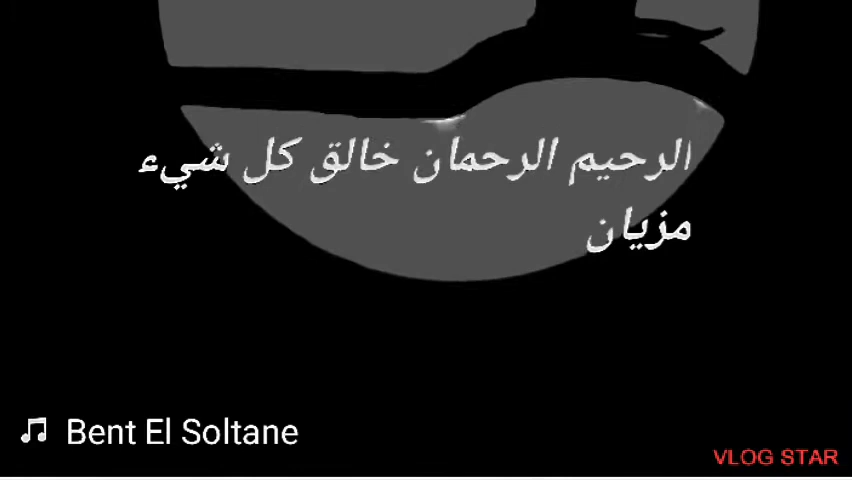 الرحيم الرحمان خالق كل شيء
مزيان
♫ Bent El Soltane
VLOG STAR